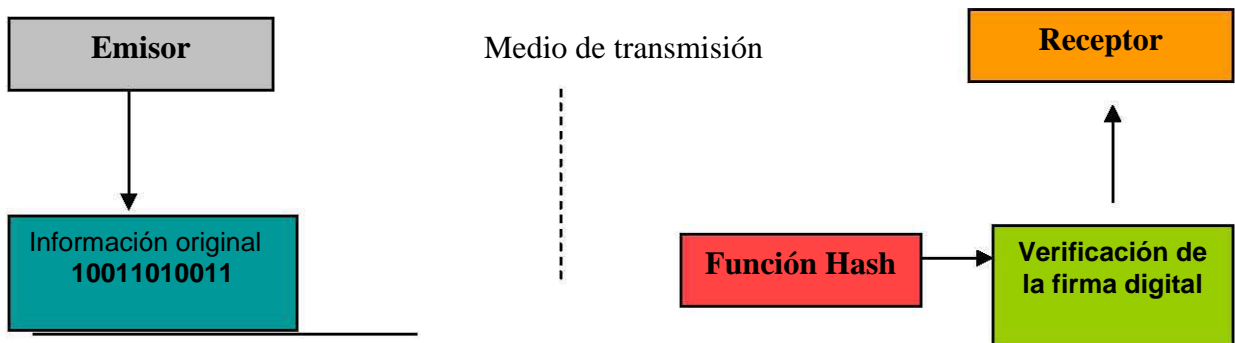 Emisor
Medio de transmisión
Receptor
Información original
10011010011
Función Hash
Verificación de
la firma digital